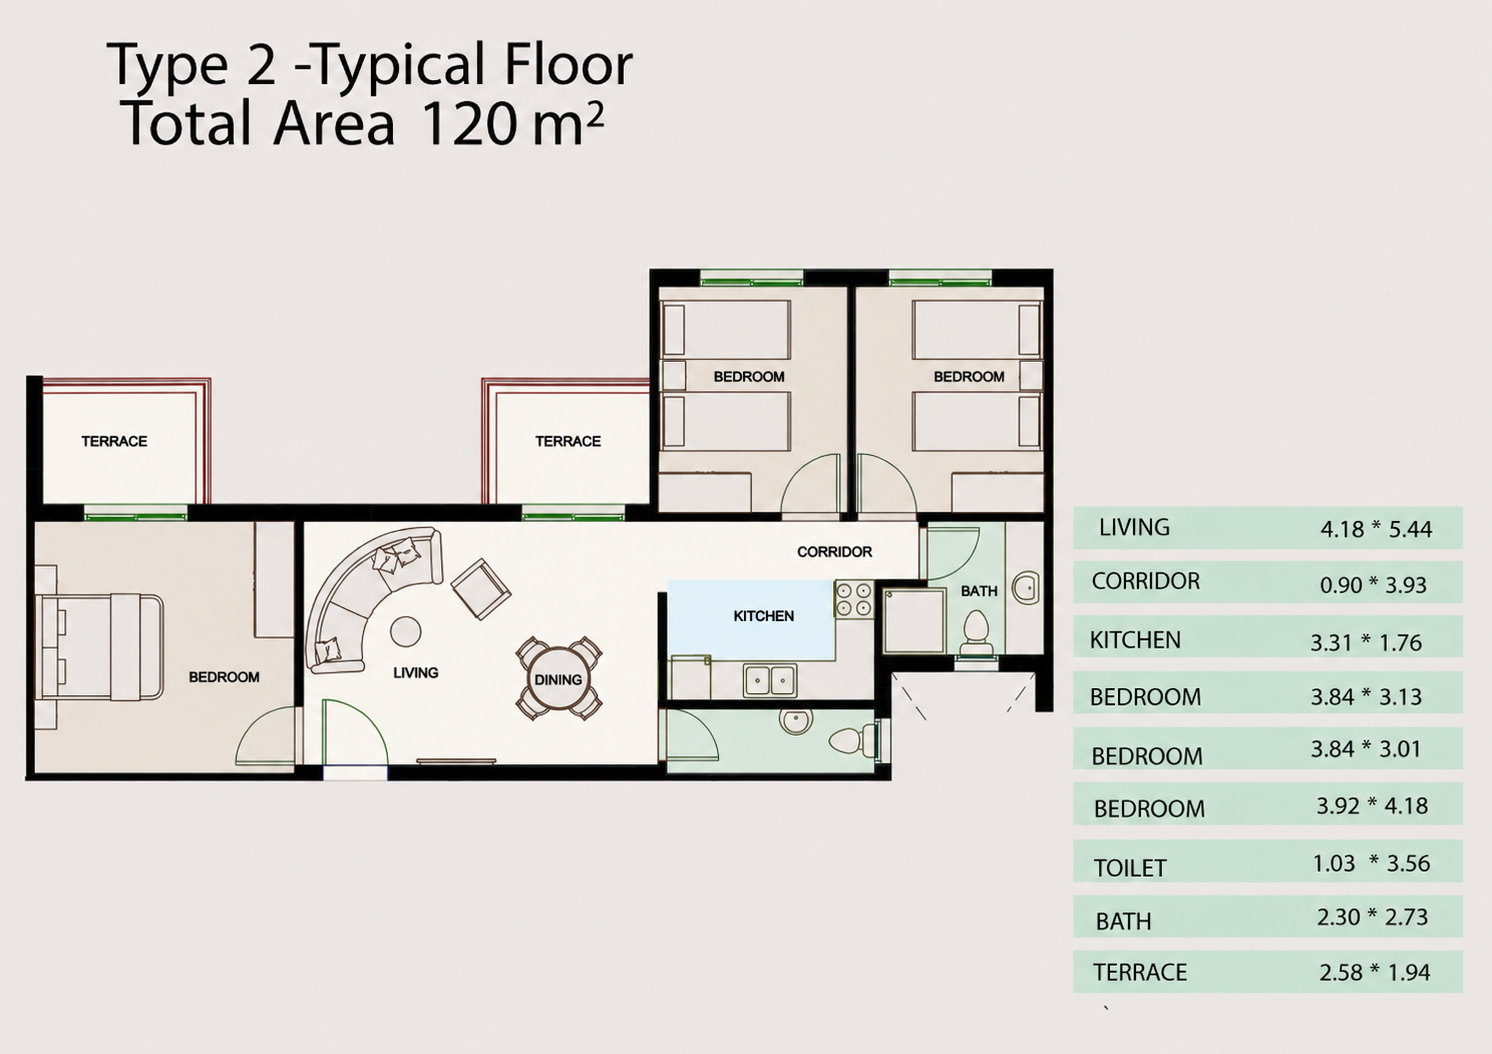 Type 2 -Typical Floor
Total Area 120 m²
BEDROOM
BEDROOM
TERRACE
TERRACE
CORRIDOR
BATH
KITCHEN
LIVING
DINING
BEDROOM
LIVING 4.18 * 5.44
CORRIDOR 0.90 * 3.93
KITCHEN 3.31 * 1.76
BEDROOM 3.84 * 3.13
BEDROOM 3.84 * 3.01
BEDROOM 3.92 * 4.18
TOILET 1.03 * 3.56
BATH 2.30 * 2.73
TERRACE 2.58 * 1.94
`